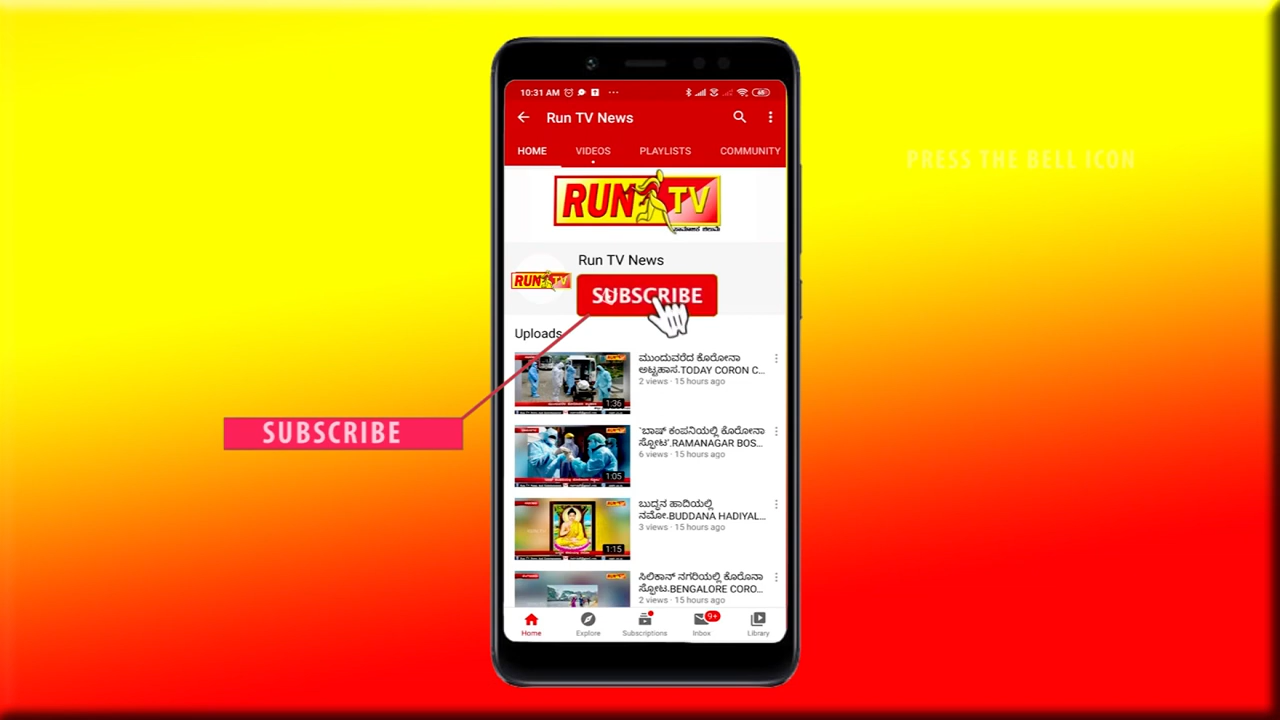 10:31 AM
Run TV News
HOME VIDEOS PLAYLISTS COMMUNITY
RUN TV
Run TV News
RUN TV
SUBSCRIBE
PRESS THE BELL ICON
SUBSCRIBE
Uploads
ಮುಂದುವರೆದ ಕೊರೋನಾ
ಅಟ್ಟಹಾಸ.TODAY CORON C...
2 views · 15 hours ago
1:36
`ಬಾಷ್ ಕಂಪನಿಯಲ್ಲಿ ಕೊರೋನಾ
ಸ್ಪೋಟ'.RAMANAGAR BOS...
6 views · 15 hours ago
1:05
ಬುದ್ಧನ ಹಾದಿಯಲ್ಲಿ
ನಮೋ.BUDDANA HADIYAL...
3 views · 15 hours ago
1:15
ಸಿಲಿಕಾನ್ ನಗರಿಯಲ್ಲಿ ಕೊರೊನಾ
ಸ್ಪೋಟ.BENGALORE CORO...
2 views · 15 hours ago
Home Explore Subscriptions Inbox Library
9+